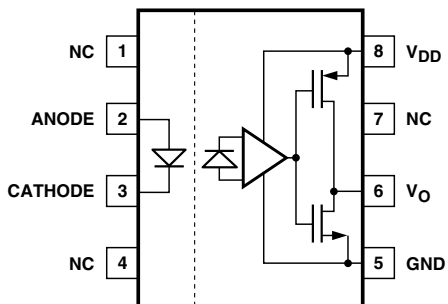 NC 1
ANODE 2
CATHODE 3
NC 4
8 VDD
7 NC
6 VO
5 GND